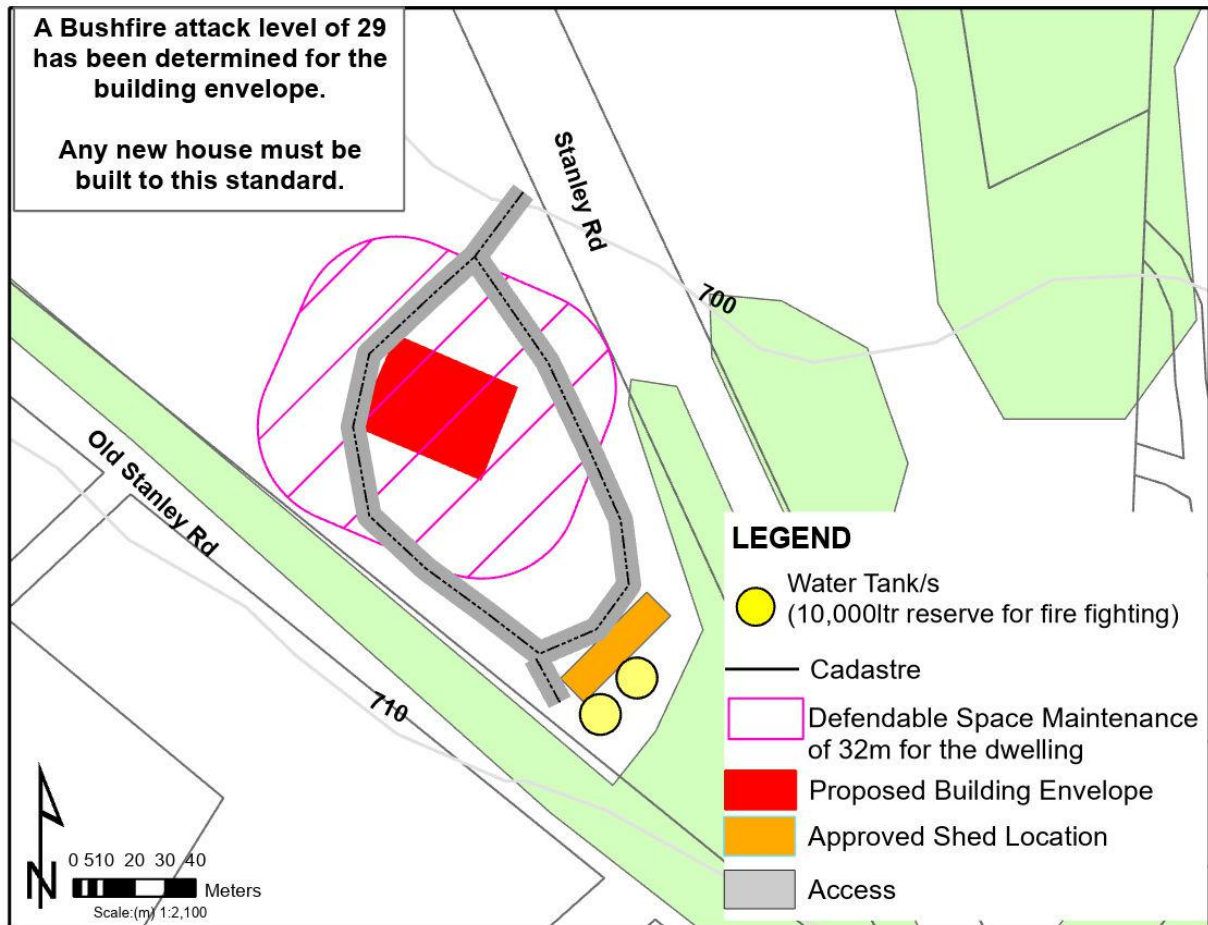 A Bushfire attack level of 29
has been determined for the
building envelope.
Any new house must be
built to this standard.
Stanley Rd
700
Old Stanley Rd
710
LEGEND
Water Tank/s
(10,000ltr reserve for fire fighting)
Cadastre
Defendable Space Maintenance
of 32m for the dwelling
Proposed Building Envelope
Approved Shed Location
Access
N
0 510 20 30 40
Meters
Scale:(m) 1:2,100